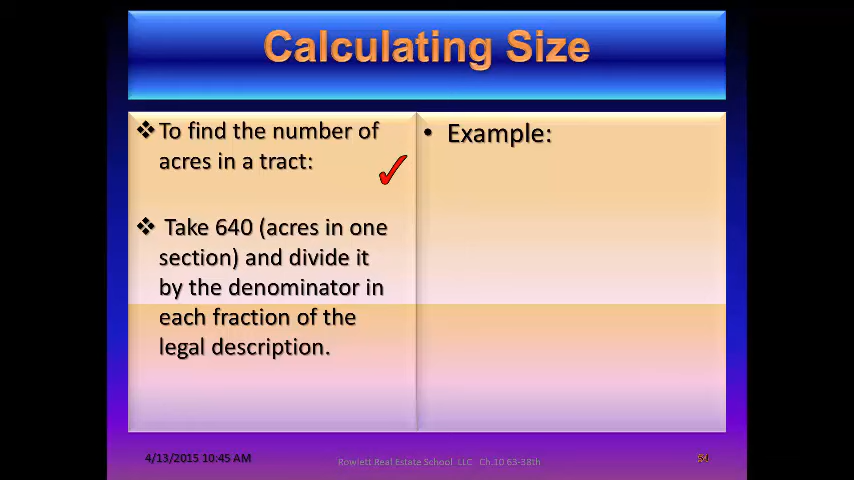 Calculating Size
To find the number of
acres in a tract:
Take 640 (acres in one
section) and divide it
by the denominator in
each fraction of the
legal description.
• Example:
4/13/2015 10:45 AM
Rowlett Real Estate School LLC Ch.10 63-38th